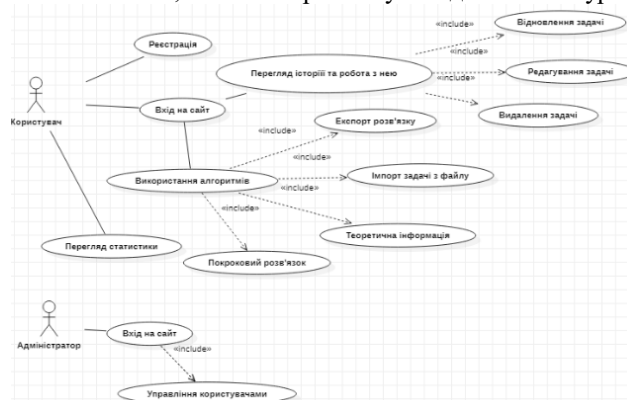 «include»
Відновлення задачі
Реєстрація
«include»
Перегляд історіії та робота з нею
«include»
Редагування задачі
Користувач
Вхід на сайт
Видалення задачі
«include»
Експорт розв'язку
«include»
Використання алгоритмів
«include»
Імпорт задачі з файлу
«include»
Теоретична інформація
Перегляд статистики
Покроковий розв'язок
Адміністратор
Вхід на сайт
«include»
Управління користувачами